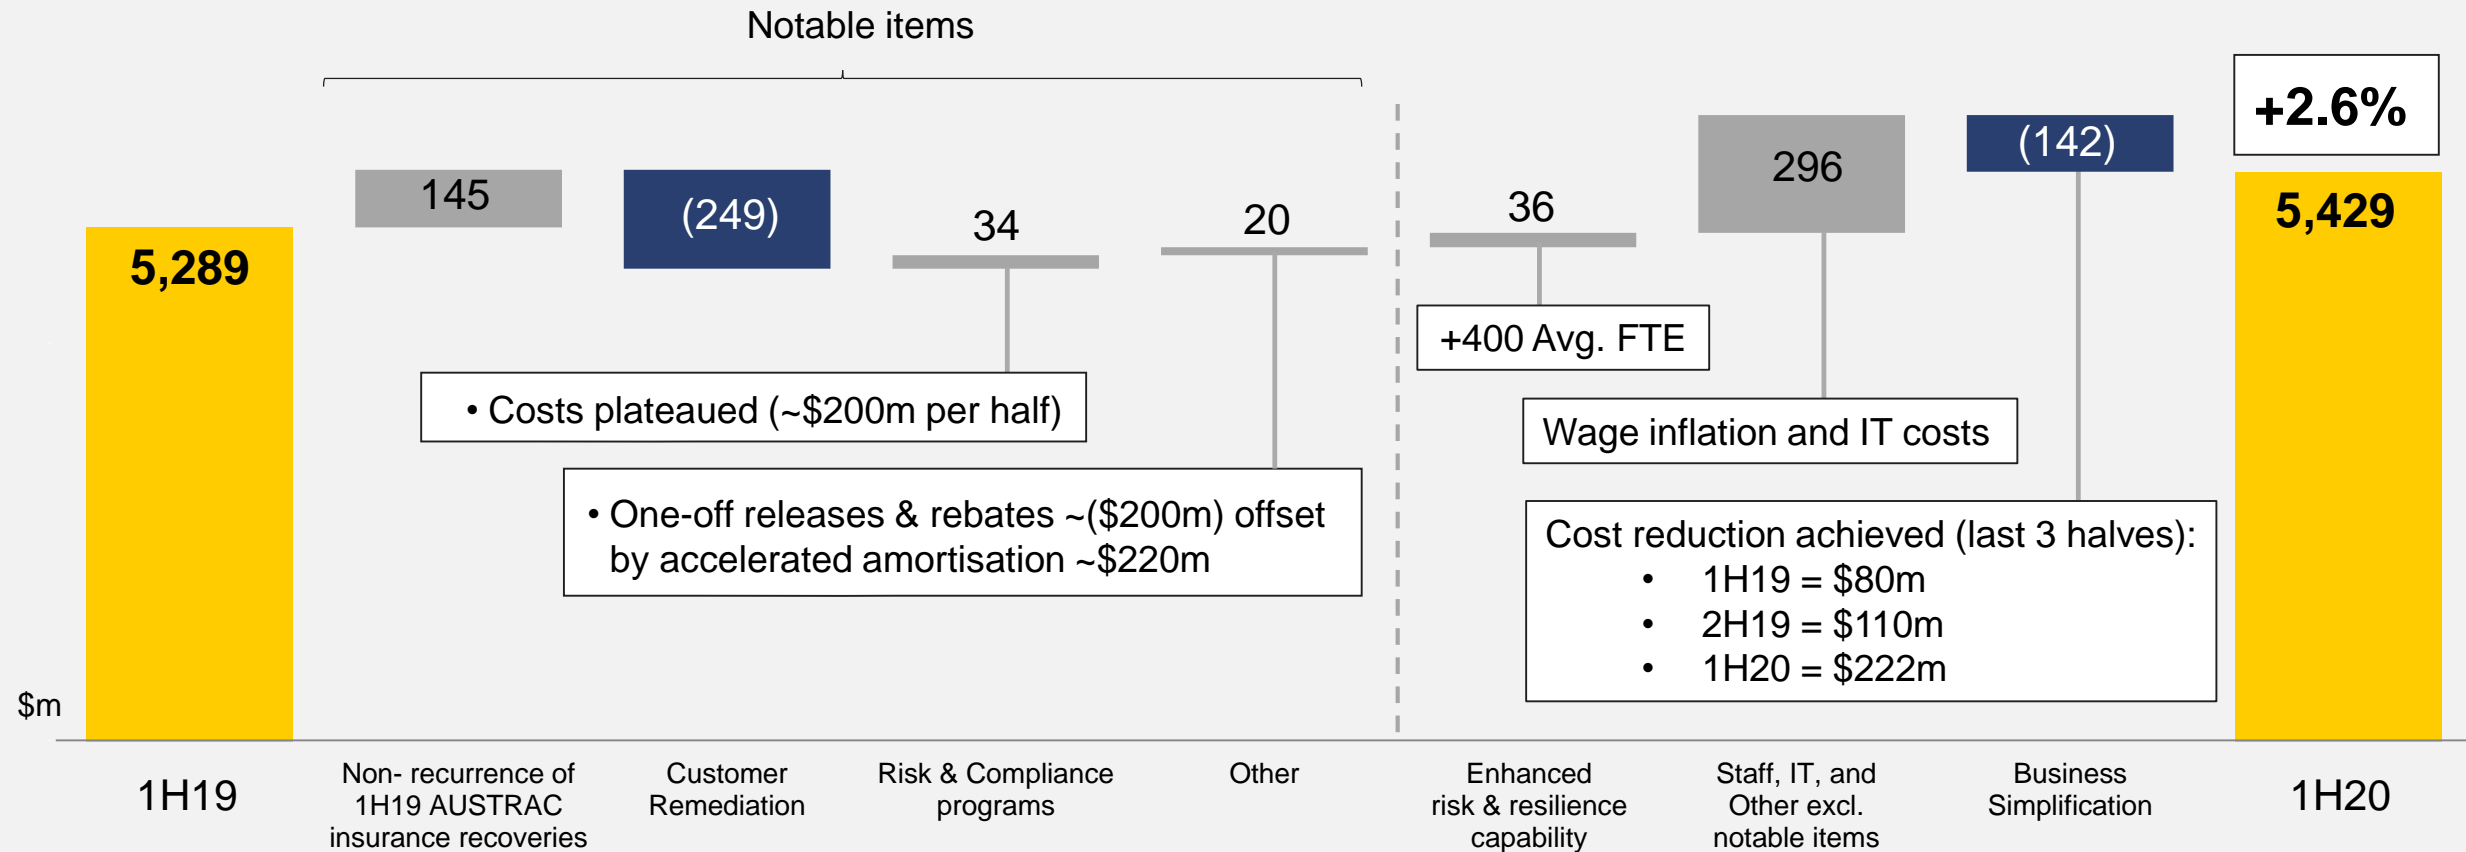 Notable items
+2.6%
5,289
145
(249)
34
20
36
296
(142)
5,429
+400 Avg. FTE
• Costs plateaued (~$200m per half)
Wage inflation and IT costs
• One-off releases & rebates ~($200m) offset
by accelerated amortisation ~$220m
Cost reduction achieved (last 3 halves):
• 1H19 = $80m
• 2H19 = $110m
• 1H20 = $222m
$m
1H19
Non- recurrence of
1H19 AUSTRAC
insurance recoveries
Customer
Remediation
Risk & Compliance
programs
Other
Enhanced
risk & resilience
capability
Staff, IT, and
Other excl.
notable items
Business
Simplification
1H20